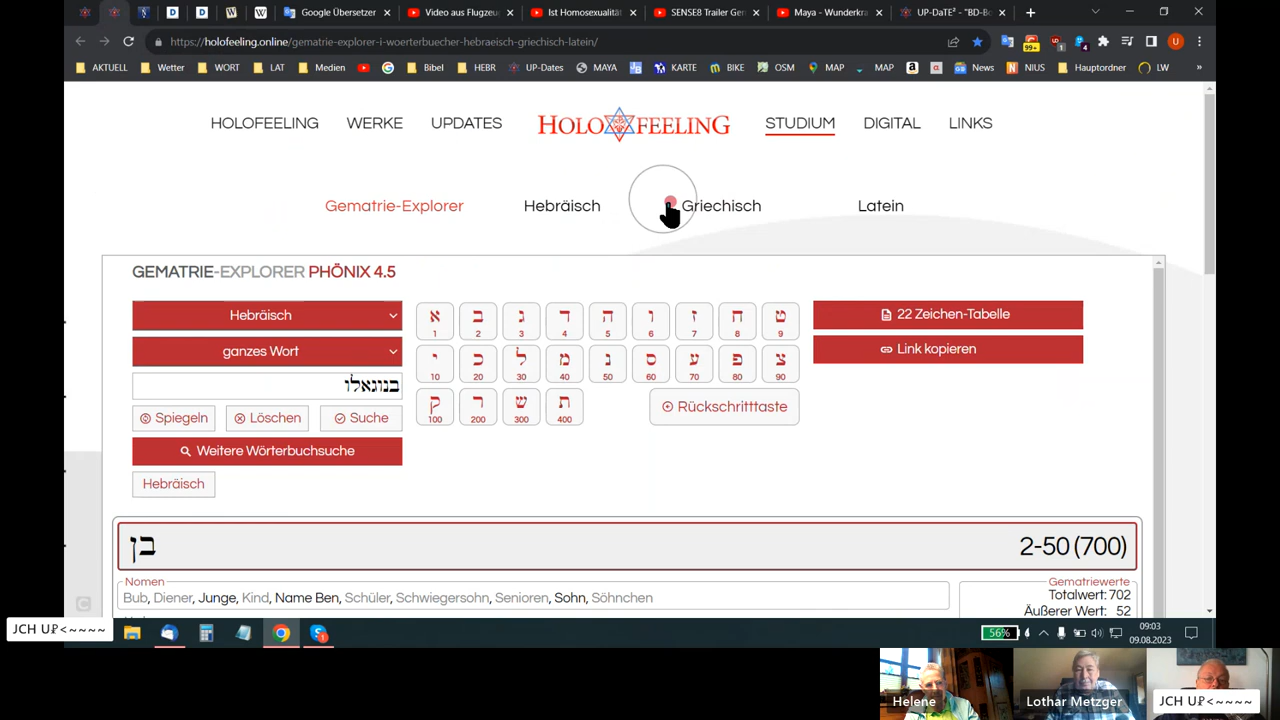 Google Übersetzer
Video aus Flugzeu
Ist Homosexualität
SENSE8 Trailer Ger
Maya - Wunderkra
UP-DaTE² - "BD-Bo
https://holofeeling.online/gematrie-explorer-i-woerterbuecher-hebraeisch-griechisch-latein/
AKTUELL Wetter WORT LAT Medien Bibel HEBR UP-Dates MAYA KARTE BIKE OSM MAP MAP News NIUS Hauptordner LW »
HOLOFEELING WERKE UPDATES HOLOFEELING STUDIUM DIGITAL LINKS
Gematrie-Explorer Hebräisch Griechisch Latein
GEMATRIE-EXPLORER PHÖNIX 4.5
Hebräisch
ganzes Wort
בנוגאלו
Spiegeln Löschen Suche
Weitere Wörterbuchsuche
Hebräisch
א ב ג ד ה ו ז ח ט
1 2 3 4 5 6 7 8 9
י כ ל מ נ ס ע פ צ
10 20 30 40 50 60 70 80 90
ק ר ש ת
100 200 300 400
Rückschritttaste
22 Zeichen-Tabelle
Link kopieren
בן 2-50 (700)
Nomen
Bub, Diener, Junge, Kind, Name Ben, Schüler, Schwiegersohn, Senioren, Sohn, Söhnchen
Gematriewerte
Totalwert: 702
Äußerer Wert: 52
56%
09:03
09.08.2023
Helene
Lothar Metzger